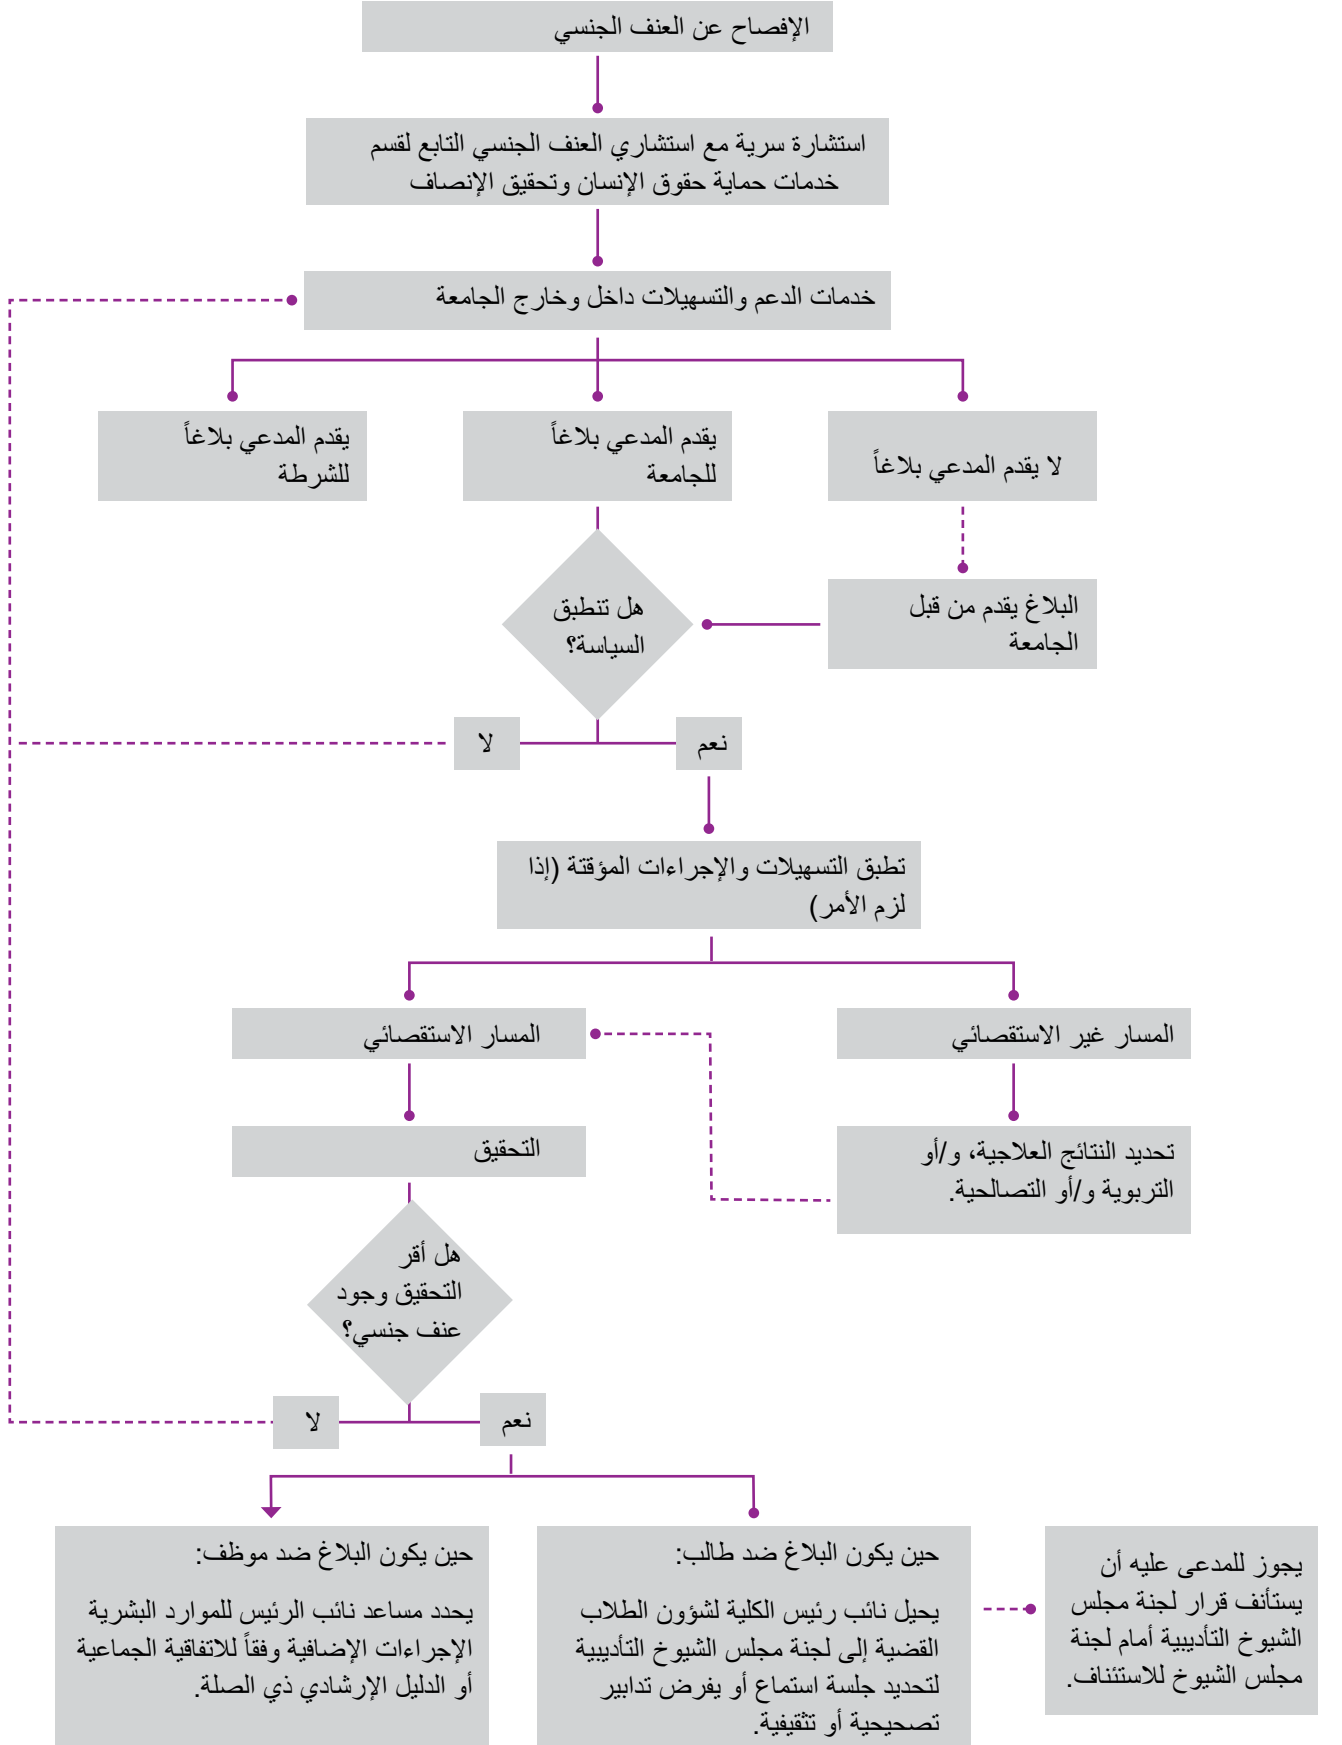 الإفصاح عن العنف الجنسي
استشارة سرية مع استشاري العنف الجنسي التابع لقسم
خدمات حماية حقوق الإنسان وتحقيق الإنصاف
خدمات الدعم والتسهيلات داخل وخارج الجامعة
لا يقدم المدعي بلاغاً
يقدم المدعي بلاغاً
للجامعة
يقدم المدعي بلاغاً
للشرطة
البلاغ يقدم من قبل
الجامعة
هل تنطبق
السياسة؟
نعم
لا
تطبق التسهيلات والإجراءات المؤقتة (إذا
لزم الأمر)
المسار غير الاستقصائي
المسار الاستقصائي
تحديد النتائج العلاجية، و/أو
التربوية و/أو التصالحية.
التحقيق
هل أقر
التحقيق وجود
عنف جنسي؟
نعم
لا
يجوز للمدعى عليه أن
يستأنف قرار لجنة مجلس
الشيوخ التأديبية أمام لجنة
مجلس الشيوخ للاستئناف.
حين يكون البلاغ ضد طالب:
يحيل نائب رئيس الكلية لشؤون الطلاب
القضية إلى لجنة مجلس الشيوخ التأديبية
لتحديد جلسة استماع أو يفرض تدابير
تصحيحية أو تثقيفية.
حين يكون البلاغ ضد موظف:
يحدد مساعد نائب الرئيس للموارد البشرية
الإجراءات الإضافية وفقاً للاتفاقية الجماعية
أو الدليل الإرشادي ذي الصلة.